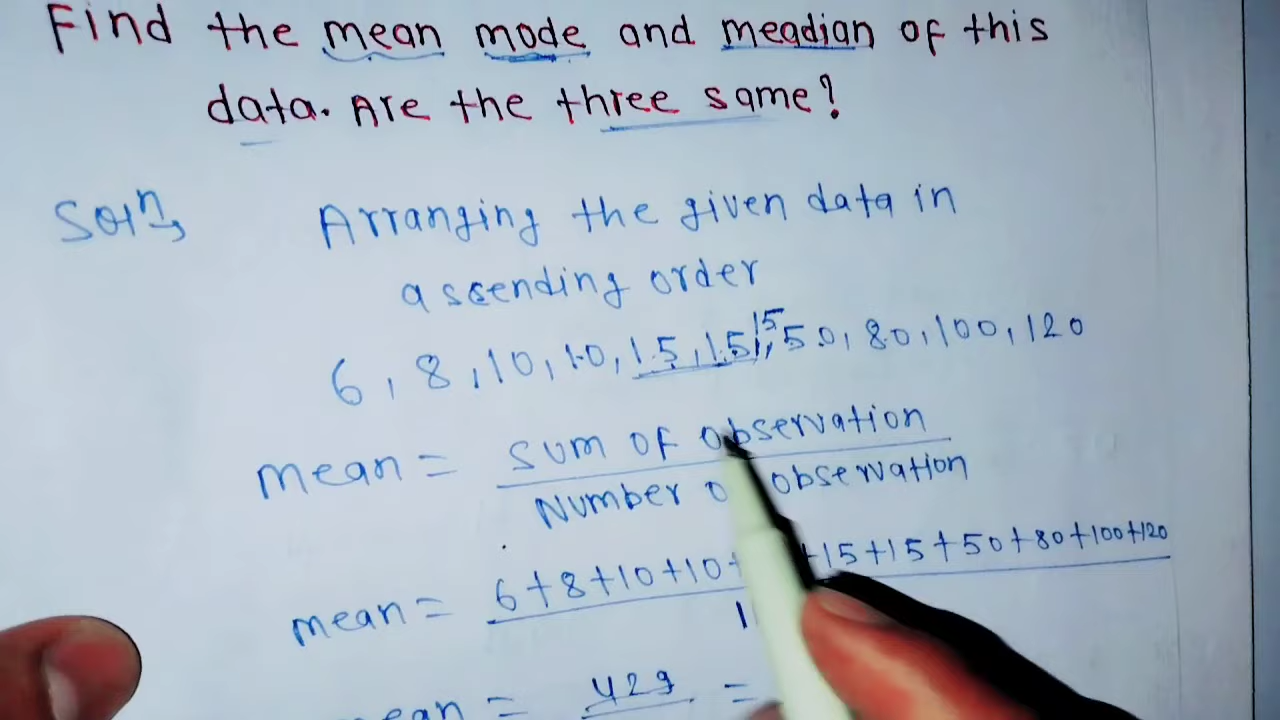 Find the mean mode and meadian of this
data. Are the three same?
Solⁿ, Arranging the given data in
ascending order
6, 8, 10, 10, 15, 15, 15, 50, 80, 100, 120
mean = sum of observation
Number observation
mean = 6+8+10+10+ +15+15+50+80+100+120
= 429 =